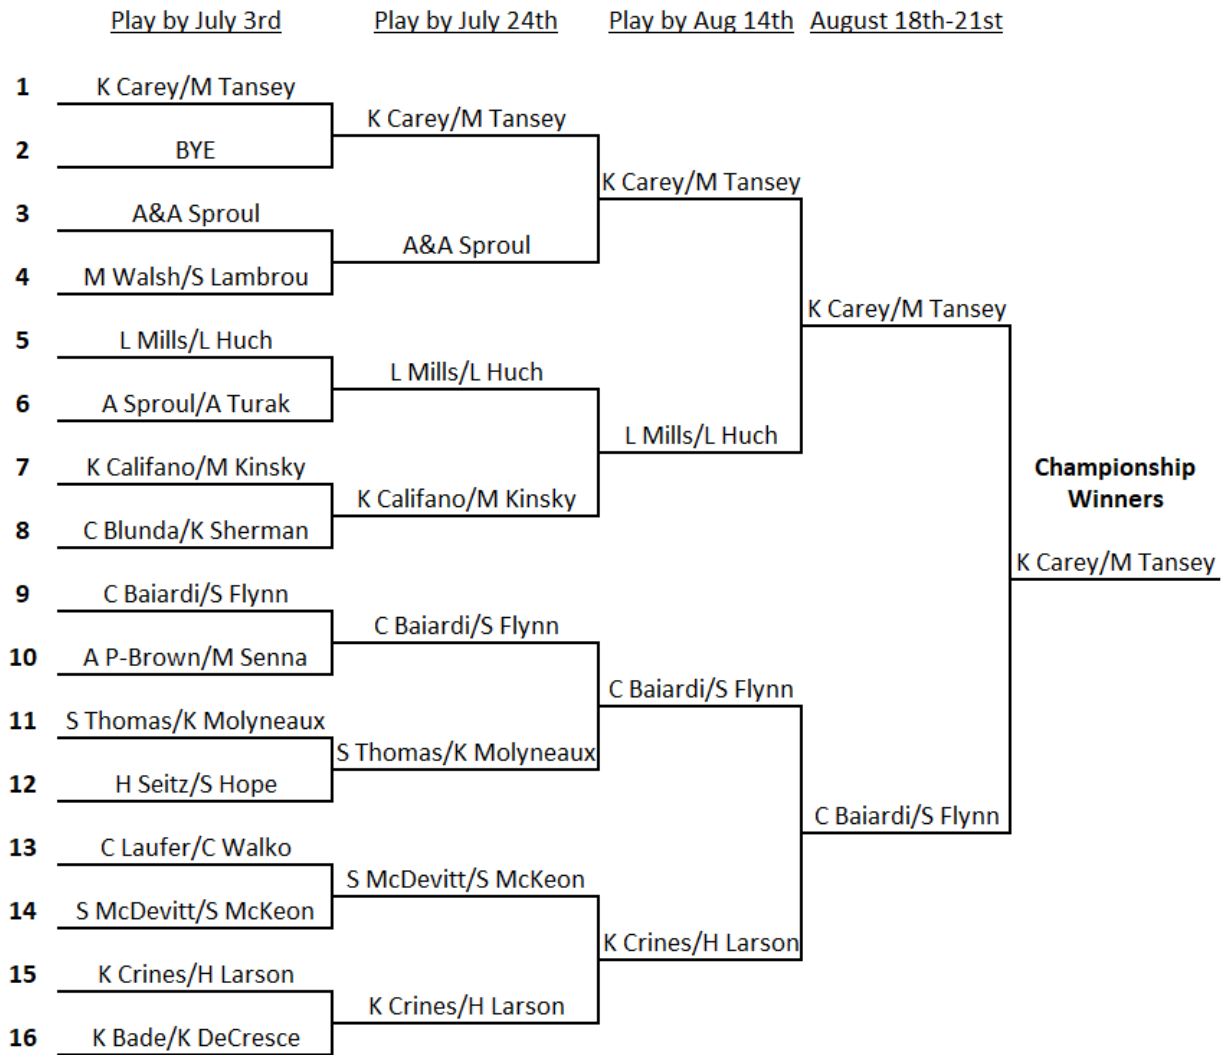 Play by July 3rd Play by July 24th Play by Aug 14th August 18th-21st
1 K Carey/M Tansey
K Carey/M Tansey
2 BYE
K Carey/M Tansey
3 A&A Sproul
A&A Sproul
4 M Walsh/S Lambrou
K Carey/M Tansey
5 L Mills/L Huch
L Mills/L Huch
6 A Sproul/A Turak
L Mills/L Huch
7 K Califano/M Kinsky
K Califano/M Kinsky
8 C Blunda/K Sherman
Championship
Winners
K Carey/M Tansey
9 C Baiardi/S Flynn
C Baiardi/S Flynn
10 A P-Brown/M Senna
C Baiardi/S Flynn
11 S Thomas/K Molyneaux
S Thomas/K Molyneaux
12 H Seitz/S Hope
C Baiardi/S Flynn
13 C Laufer/C Walko
S McDevitt/S McKeon
14 S McDevitt/S McKeon
K Crines/H Larson
15 K Crines/H Larson
K Crines/H Larson
16 K Bade/K DeCresce